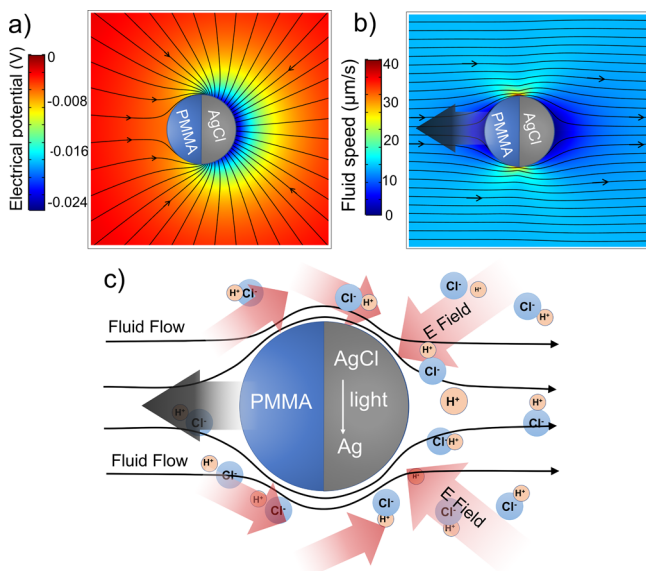 a)
Electrical potential (V)
0
-0.008
-0.016
-0.024
PMMA
AgCl
b)
Fluid speed (µm/s)
40
30
20
10
0
PMMA
AgCl
c)
H⁺ Cl⁻
Cl⁻ H⁺
Cl⁻ H⁺
Cl⁻ H⁺
Fluid Flow
E Field
H⁺
Cl⁻
AgCl
PMMA
light
Ag
H⁺
H⁺
Cl⁻
H⁺
Cl⁻
Cl⁻ H⁺
Fluid Flow
H⁺
Cl⁻
H⁺
Cl⁻
H⁺
Cl⁻
H⁺
E Field
Cl⁻
H⁺
H⁺
Cl⁻